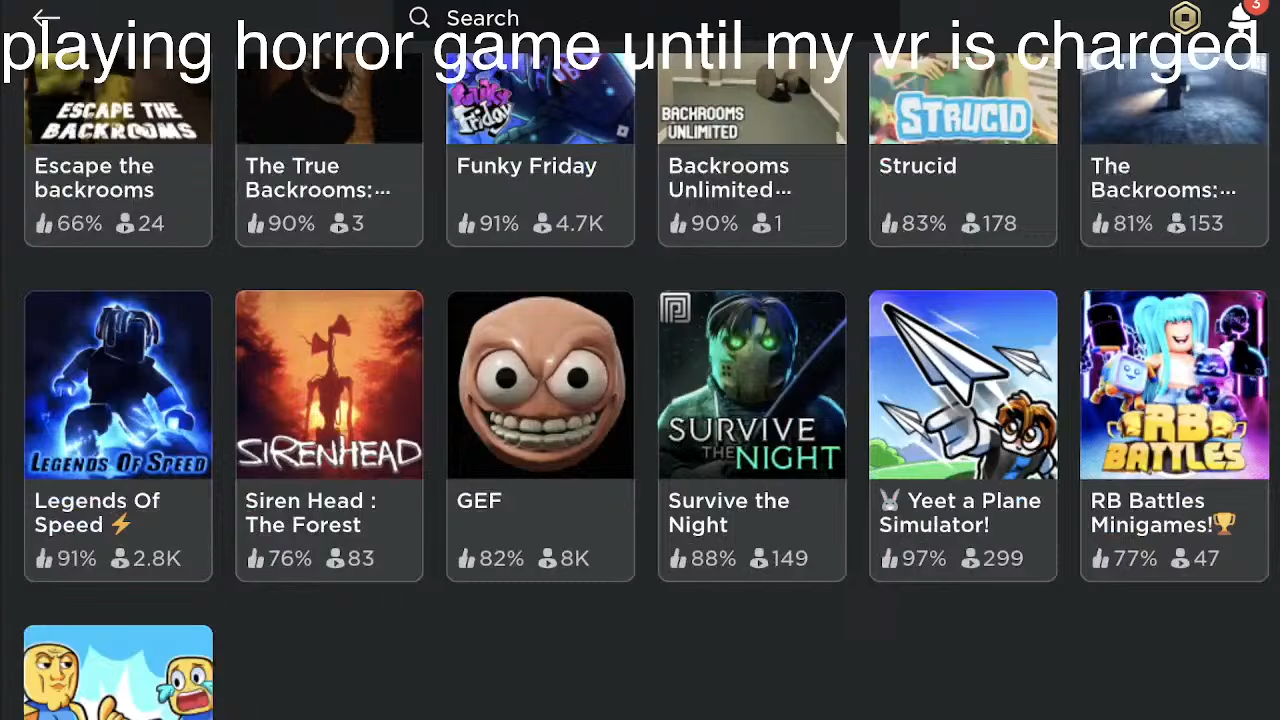 Search
3
playing horror game until my vr is charged
ESCAPE THE
BACKROOMS
Funky
Friday
BACKROOMS
UNLIMITED
STRUCID
Escape the
backrooms
The True
Backrooms:...
Funky Friday
Backrooms
Unlimited...
Strucid
The
Backrooms:...
66% 24
90% 3
91% 4.7K
90% 1
83% 178
81% 153
LEGENDS OF SPEED
SIRENHEAD
SURVIVE
THE NIGHT
RB
BATTLES
Legends Of
Speed ⚡
Siren Head :
The Forest
GEF
Survive the
Night
🐰 Yeet a Plane
Simulator!
RB Battles
Minigames!🏆
91% 2.8K
76% 83
82% 8K
88% 149
97% 299
77% 47